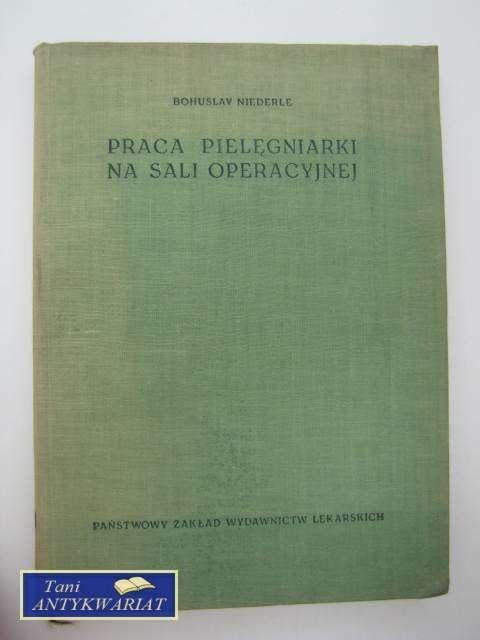 BOHUSLAV NIEDERLE
PRACA PIELĘGNIARKI
NA SALI OPERACYJNEJ
PAŃSTWOWY ZAKŁAD WYDAWNICTW LEKARSKICH
Tani
ANTYKWARIAT